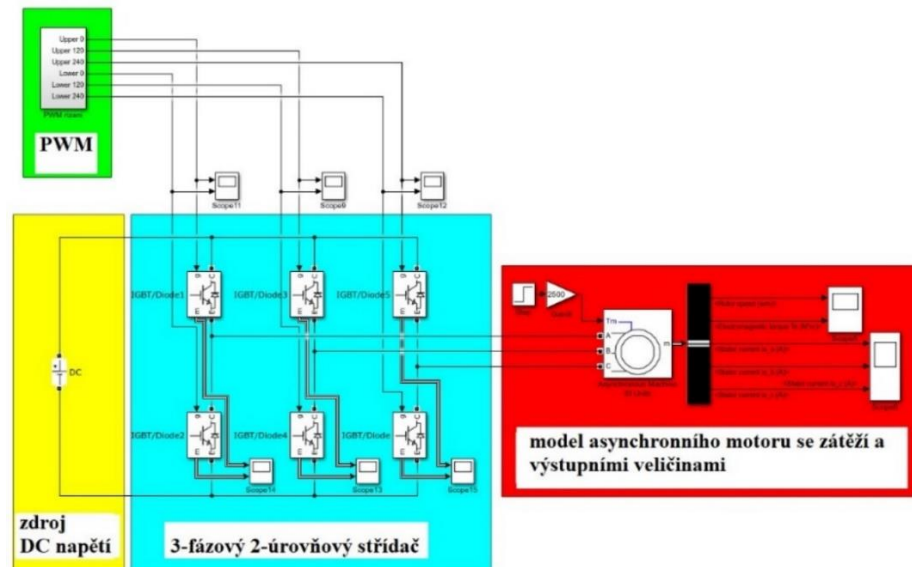 Upper 0
Upper 120
Upper 240
Lower 0
Lower 120
Lower 240
PWM
Scope11
Scope9
Scope12
g C
g C
g C
IGBT/Diode1
IGBT/Diode3
IGBT/Diode5
E
E
E
DC
2600
Tm
A
B
C
m
g C
g C
g C
IGBT/Diode2
IGBT/Diode4
IGBT/Diode
E
E
E
Scope14
Scope13
Scope15
model asynchronního motoru se zátěží a
výstupními veličinami
zdroj
DC napětí
3-fázový 2-úrovňový střídač